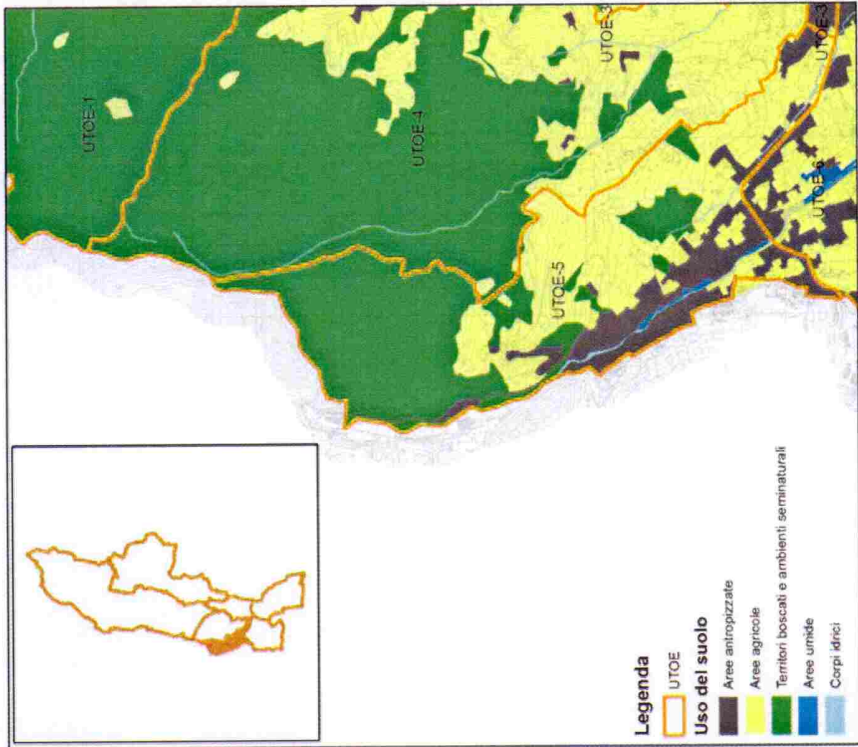 UTOE-1
UTOE-4
UTOE-3
UTOE-5
UTOE-3
UTOE-6
Legenda
UTOE
Uso del suolo
Aree antropizzate
Aree agricole
Territori boscati e ambienti seminaturali
Aree umide
Corpi idrici